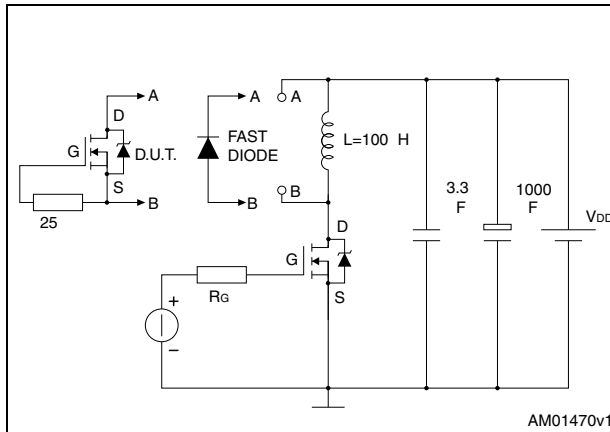 A
D
G
D.U.T.
S
B
25
A
FAST
DIODE
B
A
L=100 H
B
D
G
S
RG
+
−
3.3
F
1000
F
VDD
AM01470v1